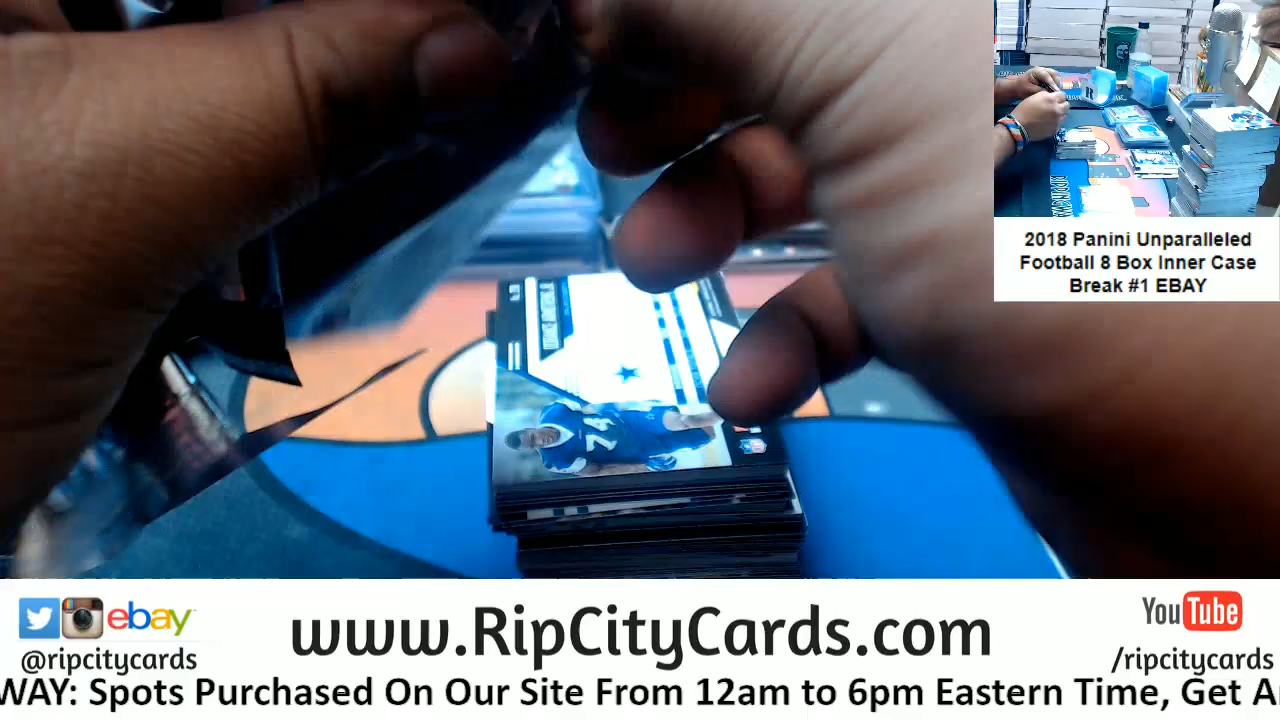 2018 Panini Unparalleled
Football 8 Box Inner Case
Break #1 EBAY
74
ebay
@ripcitycards
www.RipCityCards.com
YouTube
/ripcitycards
WAY: Spots Purchased On Our Site From 12am to 6pm Eastern Time, Get A